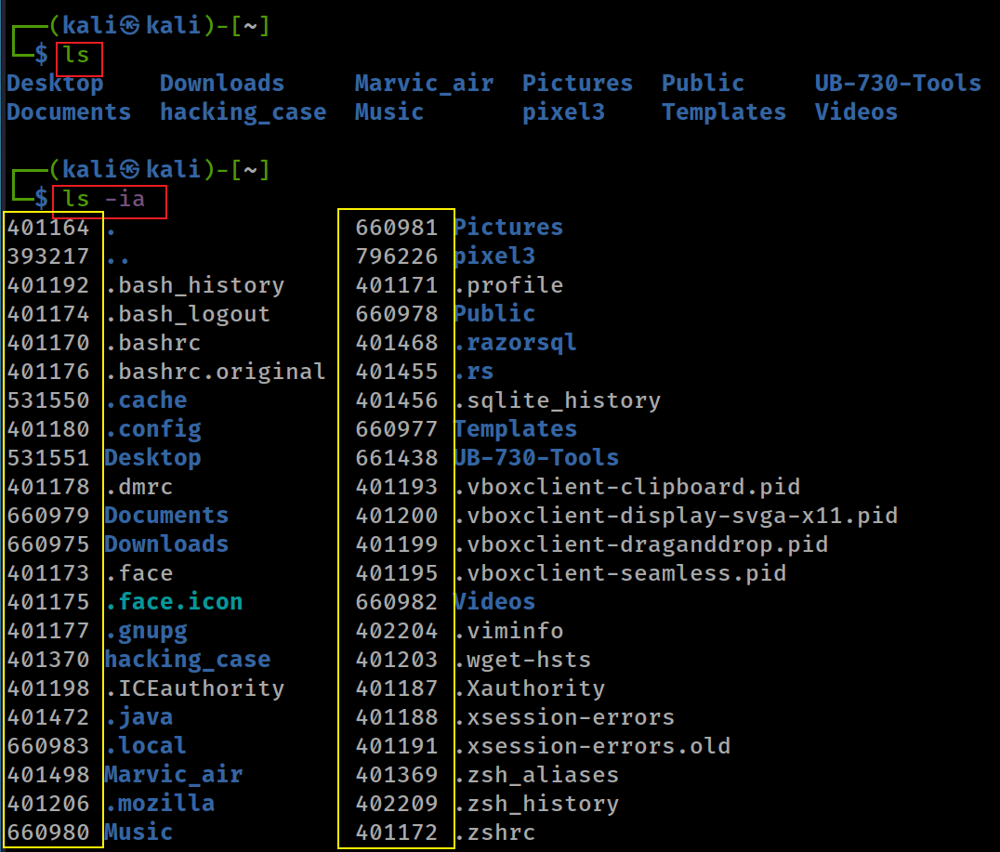 ┌──(kali㉿kali)-[~]
└─$ ls
Desktop Downloads Marvic_air Pictures Public UB-730-Tools
Documents hacking_case Music pixel3 Templates Videos
┌──(kali㉿kali)-[~]
└─$ ls -ia
401164 . 660981 Pictures
393217 .. 796226 pixel3
401192 .bash_history 401171 .profile
401174 .bash_logout 660978 Public
401170 .bashrc 401468 .razorsql
401176 .bashrc.original 401455 .rs
531550 .cache 401456 .sqlite_history
401180 .config 660977 Templates
531551 Desktop 661438 UB-730-Tools
401178 .dmrc 401193 .vboxclient-clipboard.pid
660979 Documents 401200 .vboxclient-display-svga-x11.pid
660975 Downloads 401199 .vboxclient-draganddrop.pid
401173 .face 401195 .vboxclient-seamless.pid
401175 .face.icon 660982 Videos
401177 .gnupg 402204 .viminfo
401370 hacking_case 401203 .wget-hsts
401198 .ICEauthority 401187 .Xauthority
401472 .java 401188 .xsession-errors
660983 .local 401191 .xsession-errors.old
401498 Marvic_air 401369 .zsh_aliases
401206 .mozilla 402209 .zsh_history
660980 Music 401172 .zshrc